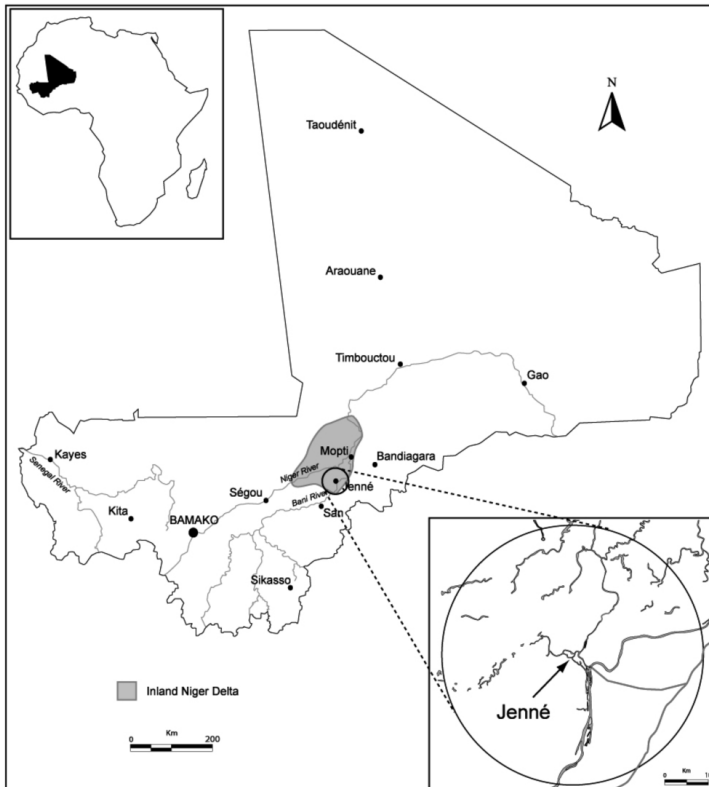 N
Taoudénit
Araouane
Timbouctou
Gao
Mopti
Bandiagara
Kayes
Senegal River
Niger River
Jenné
Ségou
Bani River
San
Kita
BAMAKO
Sikasso
Inland Niger Delta
Km
0 200
Jenné
Km
0